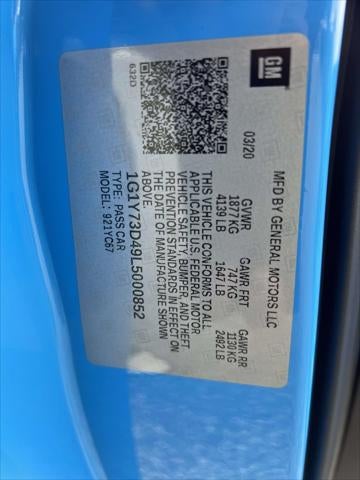 GM
MFD BY GENERAL MOTORS LLC
03/20
GVWR GAWR FRT GAWR RR
1877 KG 747 KG 1130 KG
4139 LB 1647 LB 2492 LB
THIS VEHICLE CONFORMS TO ALL
APPLICABLE U.S. FEDERAL MOTOR
VEHICLE SAFETY, BUMPER, AND THEFT
PREVENTION STANDARDS IN EFFECT ON
THE DATE OF MANUFACTURE SHOWN
ABOVE.
632D
1G1Y73D49L5000852
TYPE: PASS CAR
MODEL: 921YC67